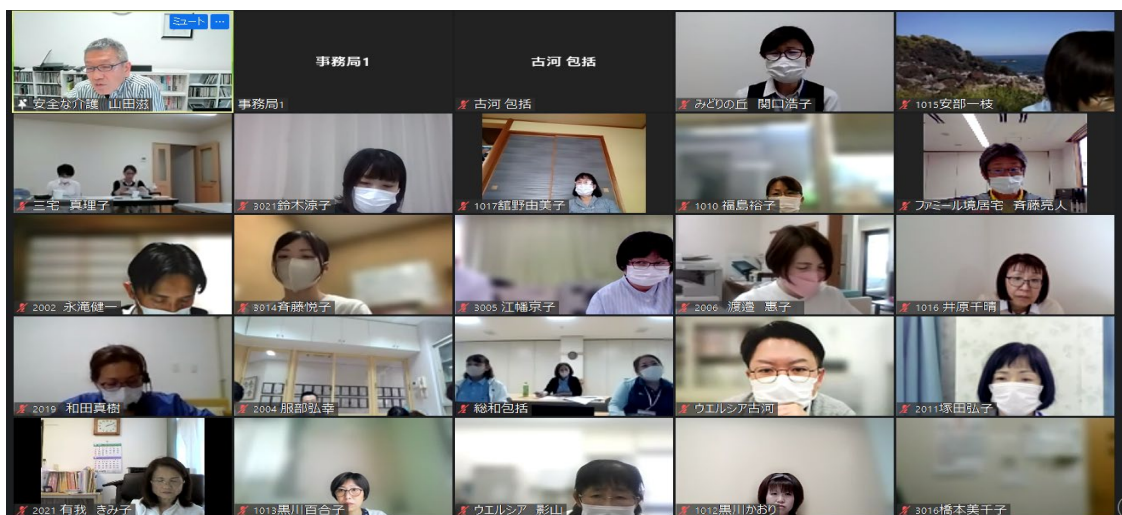 ミュート
安全な介護 山田滋
事務局1
事務局1
古河 包括
古河 包括
みどりの丘 関口浩子
1015安部一枝
三宅 真理子
3021鈴木涼子
1017舘野由美子
1010 福島裕子
ファミール境居宅 斉藤亮人
2002 永滝健一
3014斉藤悦子
3005 江幡京子
2006 渡邉 惠子
1016 井原千晴
2019 和田真樹
2004 服部弘幸
総和包括
ウエルシア古河
2011塚田弘子
2021 有我 きみ子
1013黒川百合子
ウエルシア 影山
1012黒川かおり
3016橋本美千子